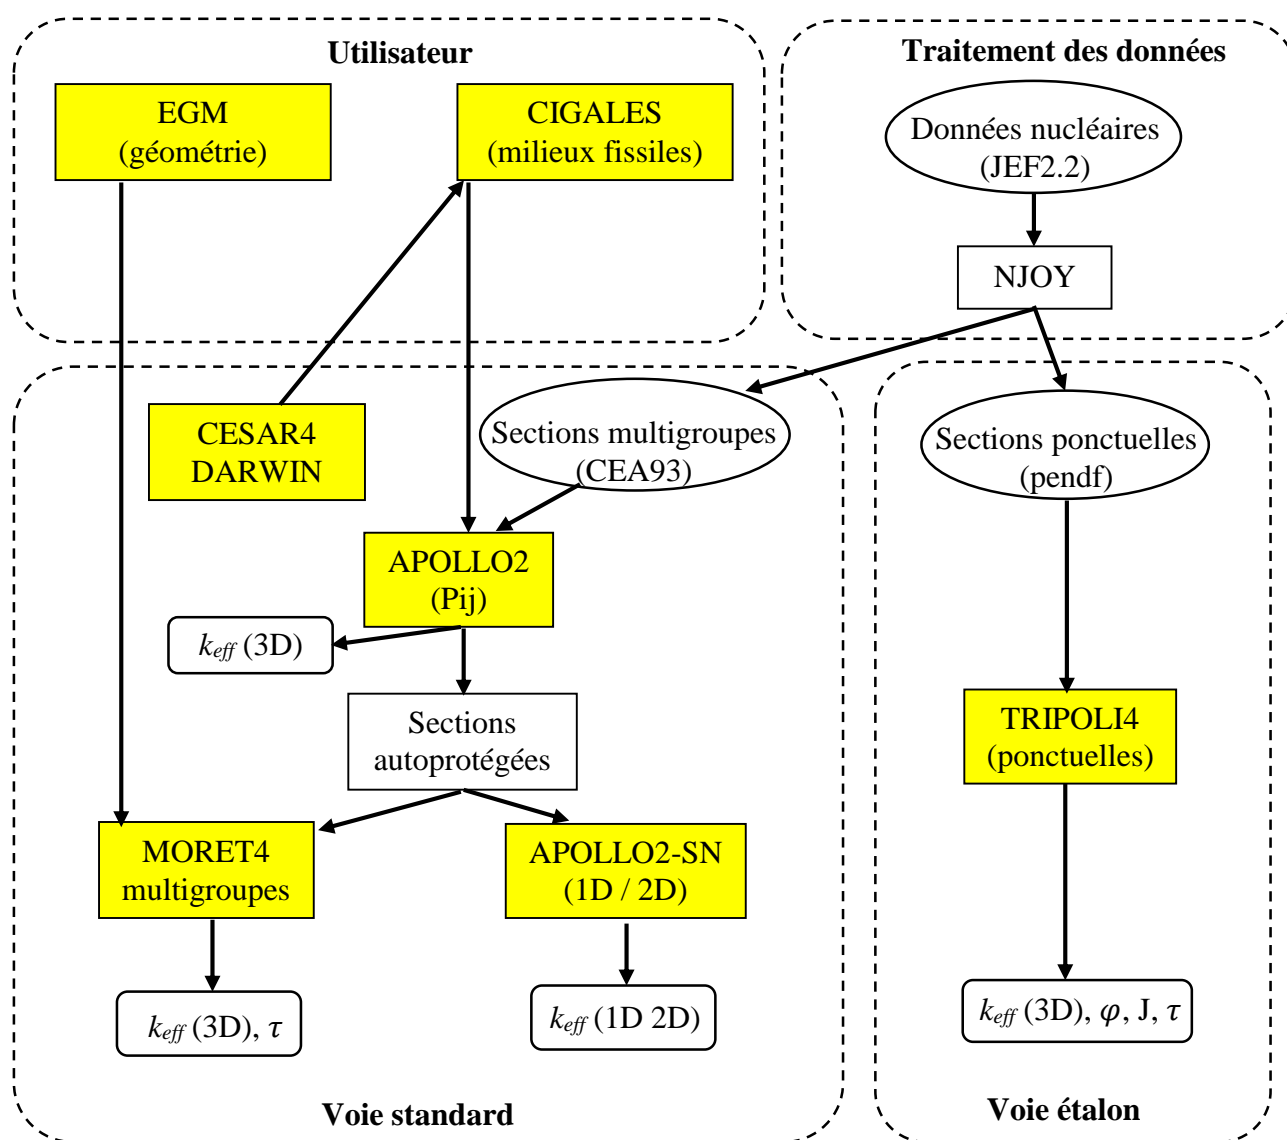 Utilisateur
Traitement des données
EGM
(géométrie)
CIGALES
(milieux fissiles)
Données nucléaires
(JEF2.2)
NJOY
CESAR4
DARWIN
Sections multigroupes
(CEA93)
Sections ponctuelles
(pendf)
APOLLO2
(Pij)
keff (3D)
Sections
autoprotégées
TRIPOLI4
(ponctuelles)
MORET4
multigroupes
APOLLO2-SN
(1D / 2D)
keff (3D), τ
keff (1D 2D)
keff (3D), φ, J, τ
Voie standard
Voie étalon